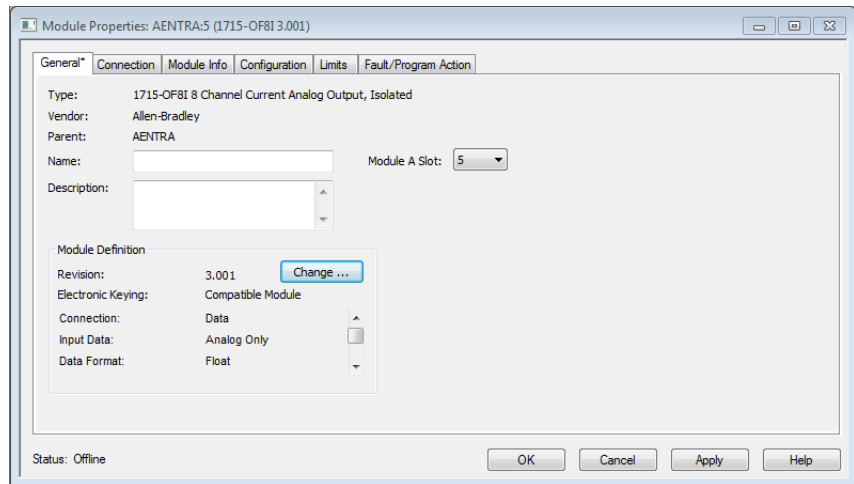 Module Properties: AENTRA:5 (1715-OF8I 3.001)
General* Connection Module Info Configuration Limits Fault/Program Action
Type: 1715-OF8I 8 Channel Current Analog Output, Isolated
Vendor: Allen-Bradley
Parent: AENTRA
Name: Module A Slot: 5
Description:
Module Definition
Revision: 3.001 Change ...
Electronic Keying: Compatible Module
Connection: Data
Input Data: Analog Only
Data Format: Float
Status: Offline OK Cancel Apply Help